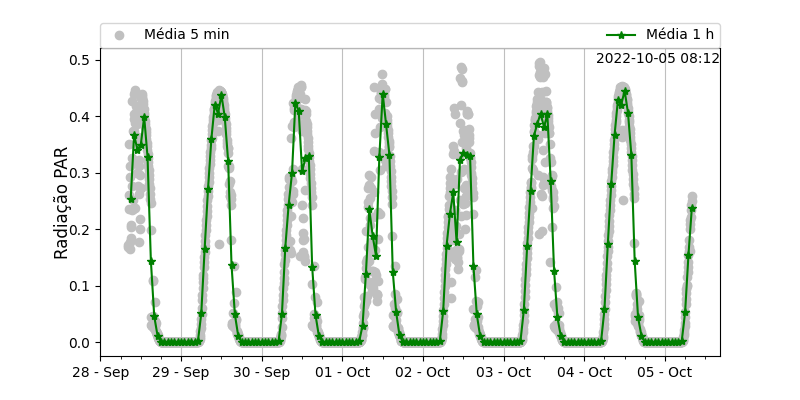 Média 5 min
Média 1 h
2022-10-05 08:12
Radiação PAR
0.5
0.4
0.3
0.2
0.1
0.0
28 - Sep
29 - Sep
30 - Sep
01 - Oct
02 - Oct
03 - Oct
04 - Oct
05 - Oct